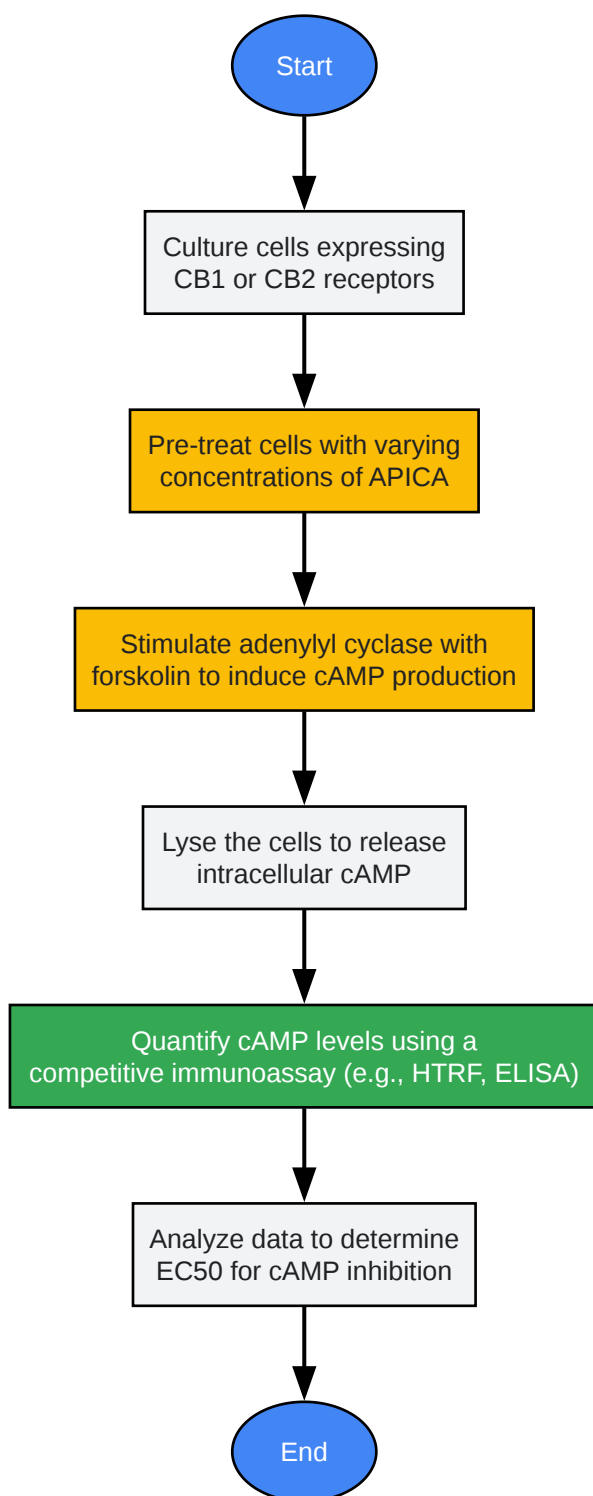 Start
Culture cells expressing
CB1 or CB2 receptors
Pre-treat cells with varying
concentrations of APICA
Stimulate adenylyl cyclase with
forskolin to induce cAMP production
Lyse the cells to release
intracellular cAMP
Quantify cAMP levels using a
competitive immunoassay (e.g., HTRF, ELISA)
Analyze data to determine
EC50 for cAMP inhibition
End